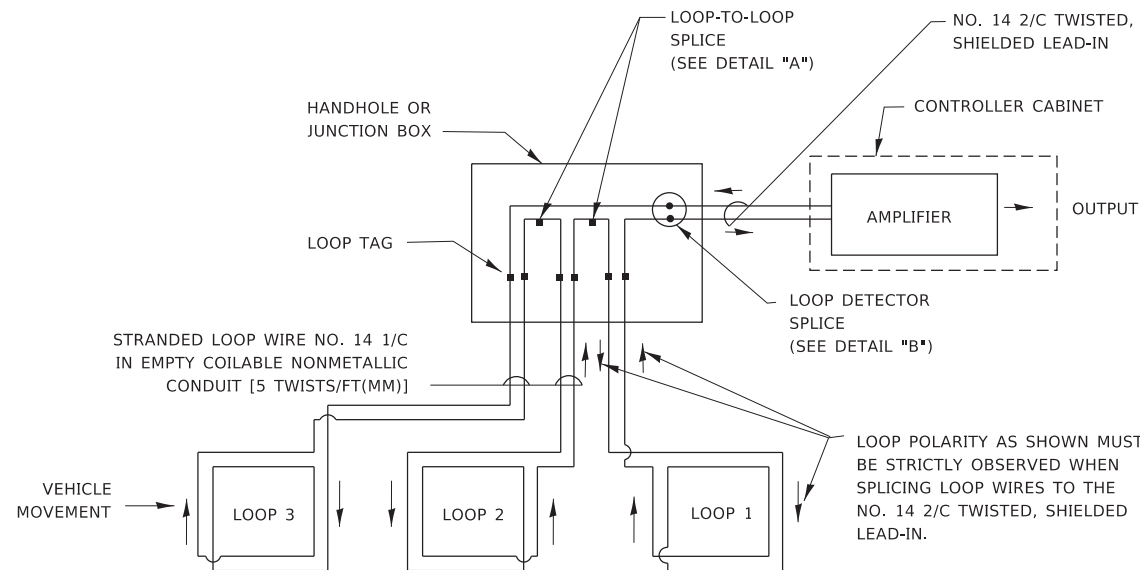 LOOP-TO-LOOP
SPLICE
(SEE DETAIL "A")
NO. 14 2/C TWISTED,
SHIELDED LEAD-IN
HANDHOLE OR
JUNCTION BOX
CONTROLLER CABINET
AMPLIFIER
OUTPUT
LOOP TAG
LOOP DETECTOR
SPLICE
(SEE DETAIL "B")
STRANDED LOOP WIRE NO. 14 1/C
IN EMPTY COILABLE NONMETALLIC
CONDUIT [5 TWISTS/FT(MM)]
LOOP POLARITY AS SHOWN MUST
BE STRICTLY OBSERVED WHEN
SPLICING LOOP WIRES TO THE
NO. 14 2/C TWISTED, SHIELDED
LEAD-IN.
VEHICLE
MOVEMENT
LOOP 3
LOOP 2
LOOP 1